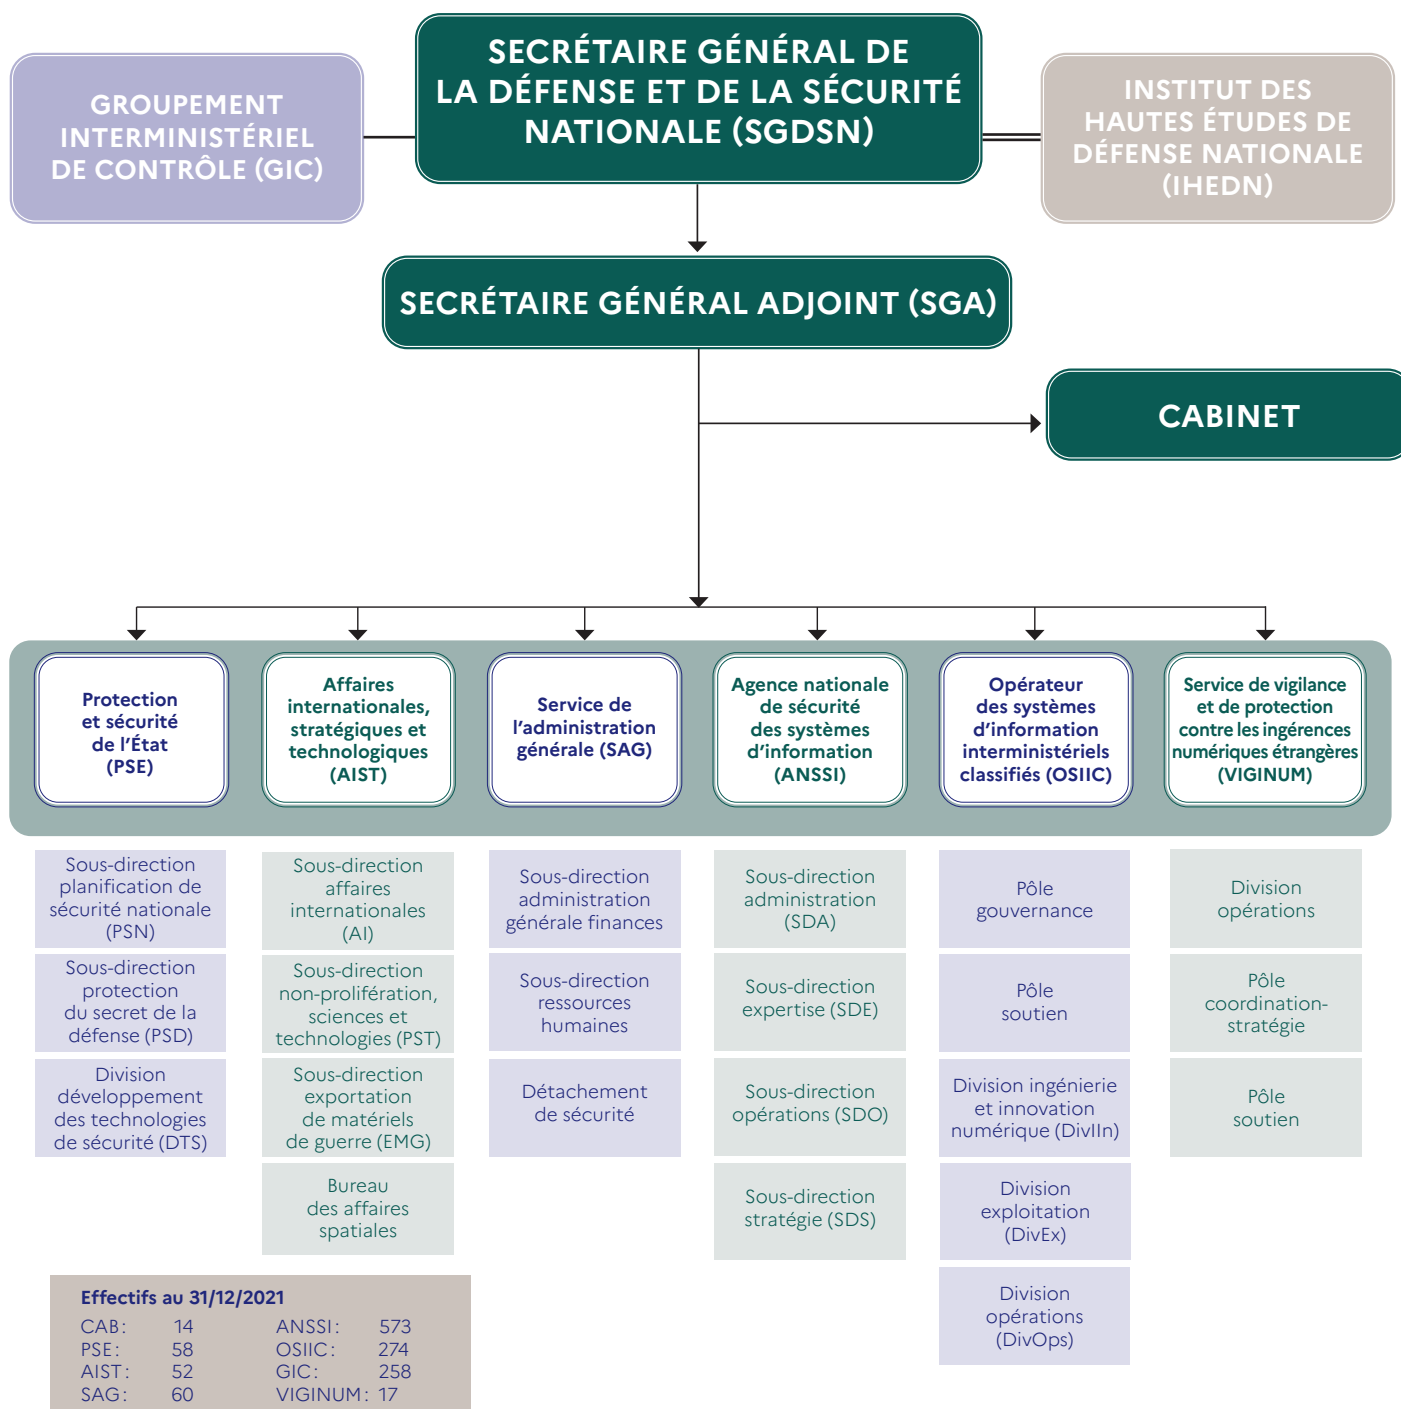 SECRÉTAIRE GÉNÉRAL DE
LA DÉFENSE ET DE LA SÉCURITÉ
NATIONALE (SGDSN)
GROUPEMENT
INTERMINISTÉRIEL
DE CONTRÔLE (GIC)
INSTITUT DES
HAUTES ÉTUDES DE
DÉFENSE NATIONALE
(IHEDN)
SECRÉTAIRE GÉNÉRAL ADJOINT (SGA)
CABINET
Protection
et sécurité
de l'État
(PSE)
Affaires
internationales,
stratégiques et
technologiques
(AIST)
Service de
l'administration
générale (SAG)
Agence nationale
de sécurité
des systèmes
d'information
(ANSSI)
Opérateur
des systèmes
d'information
interministériels
classifiés (OSIIC)
Service de vigilance
et de protection
contre les ingérences
numériques étrangères
(VIGINUM)
Sous-direction
planification de
sécurité nationale
(PSN)
Sous-direction
protection
du secret de la
défense (PSD)
Division
développement
des technologies
de sécurité (DTS)
Sous-direction
affaires
internationales
(AI)
Sous-direction
non-prolifération,
sciences et
technologies (PST)
Sous-direction
exportation
de matériels
de guerre (EMG)
Bureau
des affaires
spatiales
Sous-direction
administration
générale finances
Sous-direction
ressources
humaines
Détachement
de sécurité
Sous-direction
administration
(SDA)
Sous-direction
expertise (SDE)
Sous-direction
opérations (SDO)
Sous-direction
stratégie (SDS)
Pôle
gouvernance
Pôle
soutien
Division ingénierie
et innovation
numérique (DivIIn)
Division
exploitation
(DivEx)
Division
opérations
(DivOps)
Division
opérations
Pôle
coordination-
stratégie
Pôle
soutien
Effectifs au 31/12/2021
CAB : 14 ANSSI : 573
PSE : 58 OSIIC : 274
AIST : 52 GIC : 258
SAG : 60 VIGINUM : 17